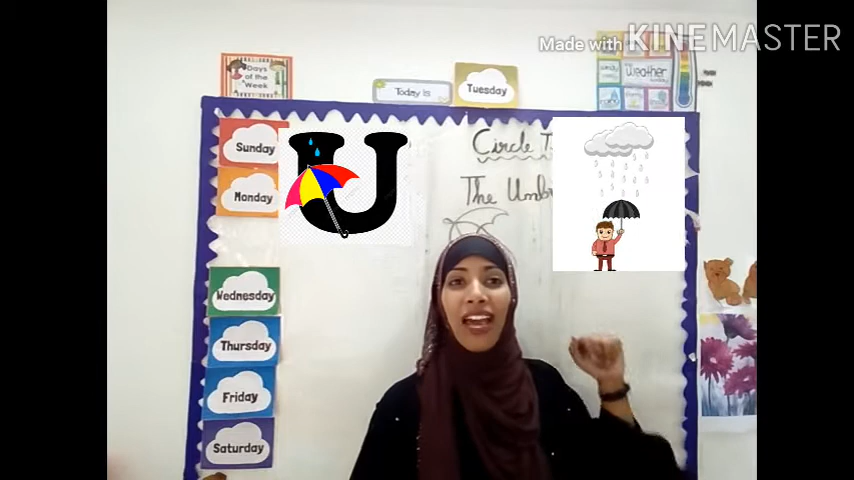 Made with KINEMASTER
Days
of the
Week
Today is
Tuesday
Weather
Sunday
Monday
Wednesday
Thursday
Friday
Saturday
U
Circle
The